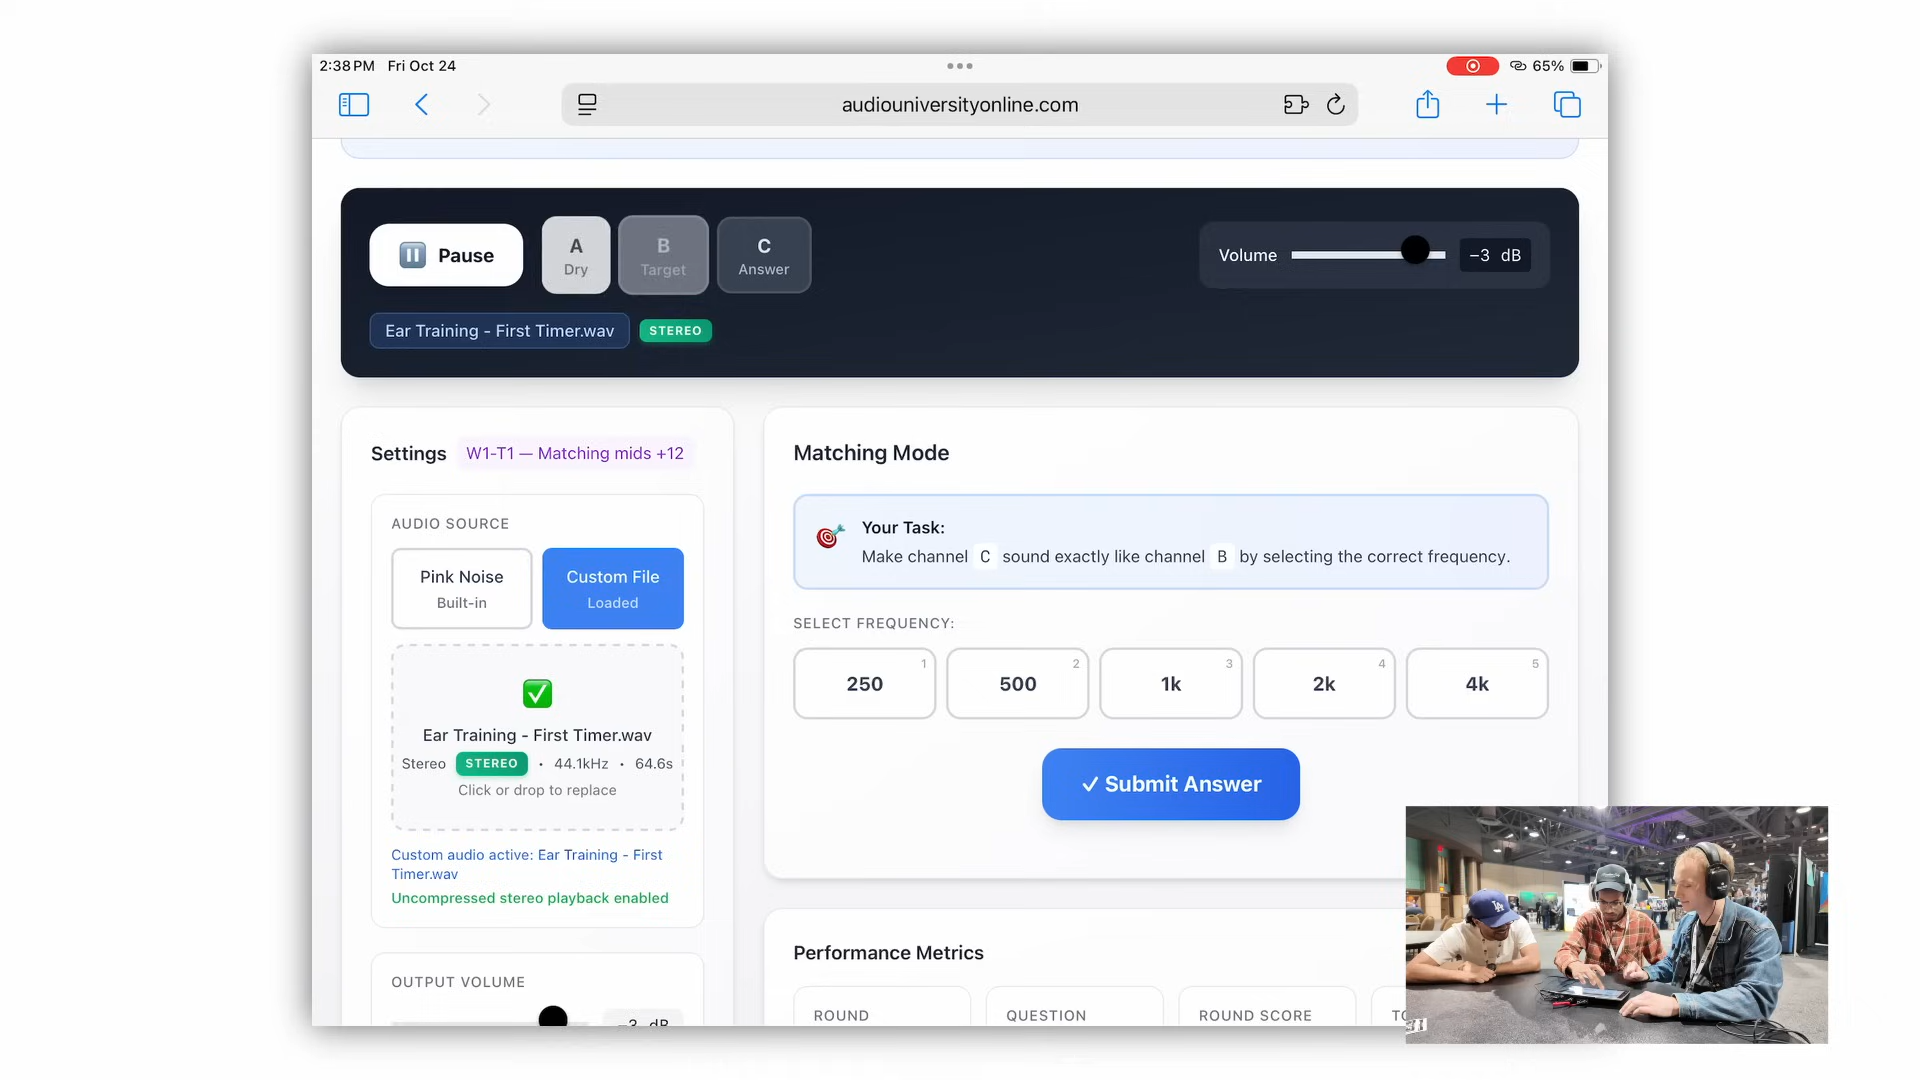 2:38 PM Fri Oct 24
65%
audiouniversityonline.com
Pause
A
Dry
B
Target
C
Answer
Volume
−3 dB
Ear Training - First Timer.wav
STEREO
Settings
W1-T1 — Matching mids +12
AUDIO SOURCE
Pink Noise
Built-in
Custom File
Loaded
Ear Training - First Timer.wav
Stereo STEREO • 44.1kHz • 64.6s
Click or drop to replace
Custom audio active: Ear Training - First
Timer.wav
Uncompressed stereo playback enabled
OUTPUT VOLUME
−3 dB
Matching Mode
Your Task:
Make channel C sound exactly like channel B by selecting the correct frequency.
SELECT FREQUENCY:
250 1
500 2
1k 3
2k 4
4k 5
✓ Submit Answer
Performance Metrics
ROUND
QUESTION
ROUND SCORE
LA